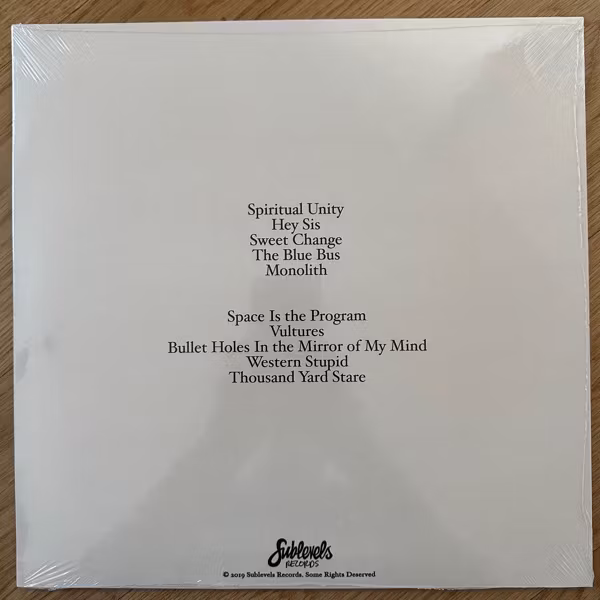 Spiritual Unity
Hey Sis
Sweet Change
The Blue Bus
Monolith
Space Is the Program
Vultures
Bullet Holes In the Mirror of My Mind
Western Stupid
Thousand Yard Stare
Sublevels
RECORDS
© 2019 Sublevels Records. Some Rights Deserved